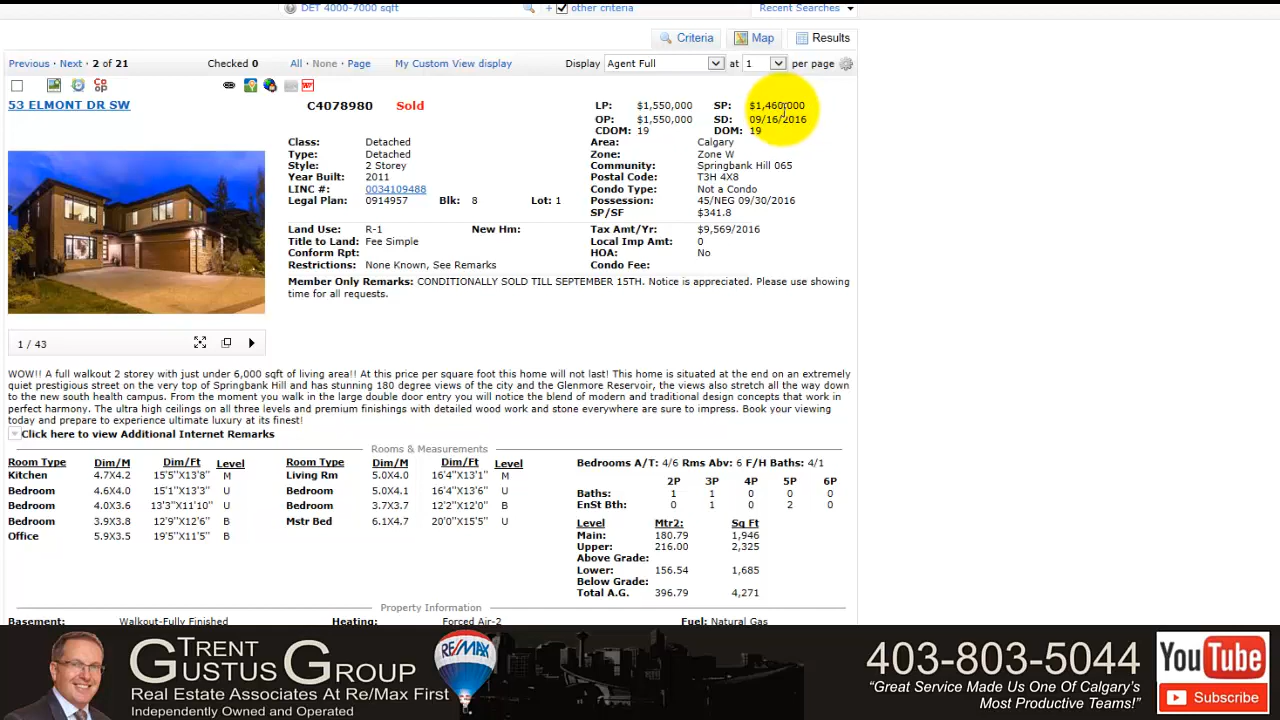 DET 4000-7000 sqft + other criteria Recent Searches
Criteria Map Results
Previous · Next · 2 of 21 Checked 0 All · None · Page My Custom View display Display Agent Full at 1 per page
53 ELMONT DR SW C4078980 Sold LP: $1,550,000 SP: $1,460,000
OP: $1,550,000 SD: 09/16/2016
CDOM: 19 DOM: 19
Class: Detached Area: Calgary
Type: Detached Zone: Zone W
Style: 2 Storey Community: Springbank Hill 065
Year Built: 2011 Postal Code: T3H 4X8
LINC #: 0034109488 Condo Type: Not a Condo
Legal Plan: 0914957 Blk: 8 Lot: 1 Possession: 45/NEG 09/30/2016
SP/SF $341.8
Land Use: R-1 New Hm: Tax Amt/Yr: $9,569/2016
Title to Land: Fee Simple Local Imp Amt: 0
Conform Rpt: HOA: No
Restrictions: None Known, See Remarks Condo Fee:
Member Only Remarks: CONDITIONALLY SOLD TILL SEPTEMBER 15TH. Notice is appreciated. Please use showing
time for all requests.
1 / 43
WOW!! A full walkout 2 storey with just under 6,000 sqft of living area!! At this price per square foot this home will not last! This home is situated at the end on an extremely
quiet prestigious street on the very top of Springbank Hill and has stunning 180 degree views of the city and the Glenmore Reservoir, the views also stretch all the way down
to the new south health campus. From the moment you walk in the large double door entry you will notice the blend of modern and traditional design concepts that work in
perfect harmony. The ultra high ceilings on all three levels and premium finishings with detailed wood work and stone everywhere are sure to impress. Book your viewing
today and prepare to experience ultimate luxury at its finest!
Click here to view Additional Internet Remarks
Rooms & Measurements
Room Type Dim/M Dim/Ft Level Room Type Dim/M Dim/Ft Level Bedrooms A/T: 4/6 Rms Abv: 6 F/H Baths: 4/1
Kitchen 4.7X4.2 15'5"X13'8" M Living Rm 5.0X4.0 16'4"X13'1" M
2P 3P 4P 5P 6P
Bedroom 4.6X4.0 15'1"X13'3" U Bedroom 5.0X4.1 16'4"X13'6" U Baths: 1 1 0 0 0
Bedroom 4.0X3.6 13'3"X11'10" U Bedroom 3.7X3.7 12'2"X12'0" B EnSt Bth: 0 1 0 2 0
Bedroom 3.9X3.8 12'9"X12'6" B Mstr Bed 6.1X4.7 20'0"X15'5" U Level Mtr2: Sq Ft
Office 5.9X3.5 19'5"X11'5" B Main: 180.79 1,946
Upper: 216.00 2,325
Above Grade:
Lower: 156.54 1,685
Below Grade:
Total A.G. 396.79 4,271
Property Information
Basement: Walkout-Fully Finished Heating: Forced Air-2 Fuel: Natural Gas
TRENT
GUSTUS GROUP
Real Estate Associates At Re/Max First
Independently Owned and Operated
RE/MAX
403-803-5044
“Great Service Made Us One Of Calgary’s
Most Productive Teams!”
YouTube
Subscribe